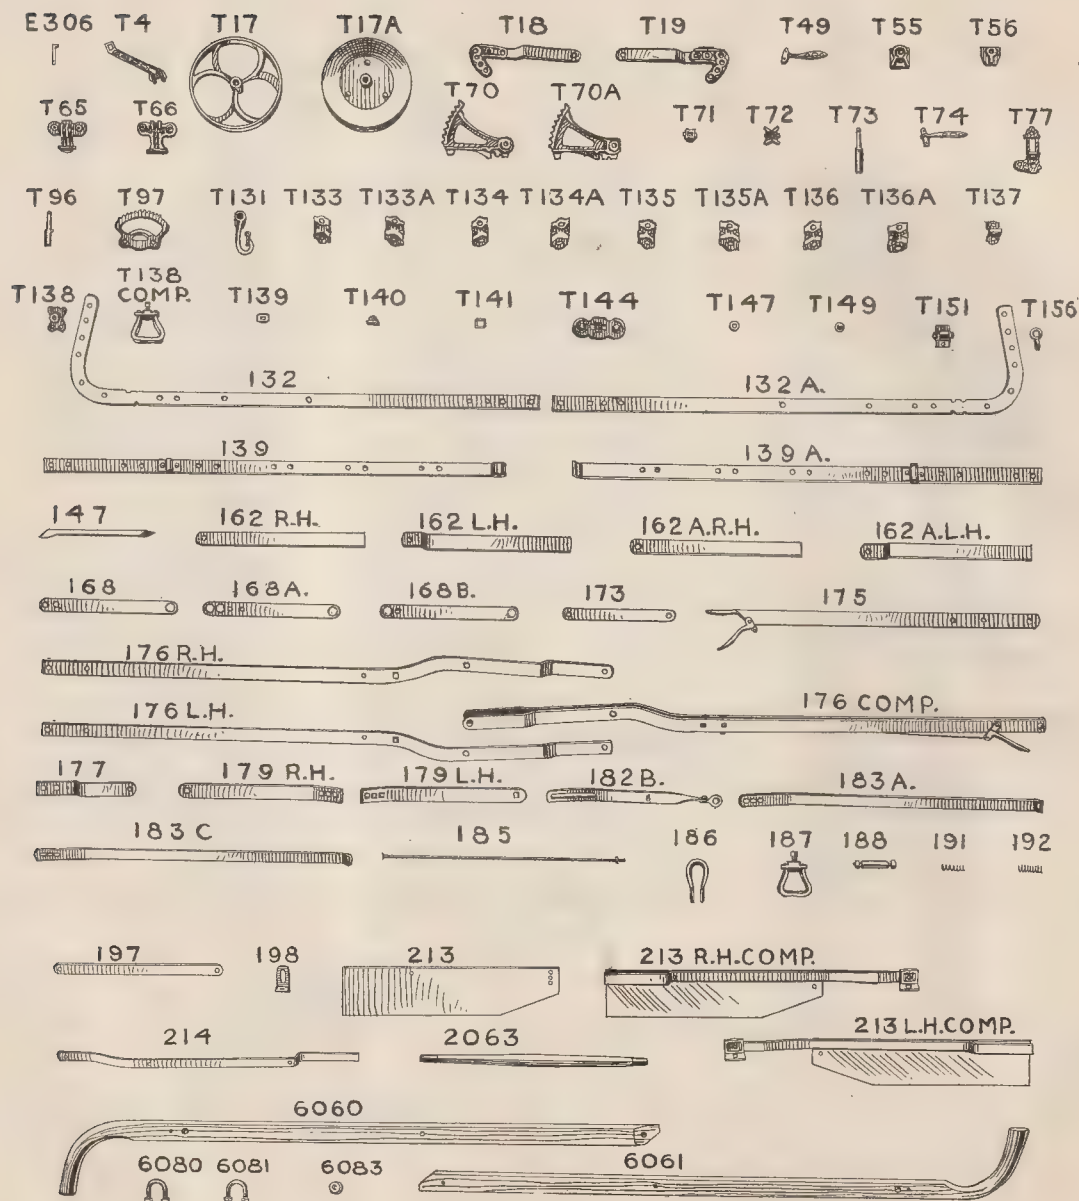 E306 T4 T17 T17A T18 T19 T49 T55 T56
T65 T66 T70 T70A T71 T72 T73 T74 T77
T96 T97 T131 T133 T133A T134 T134A T135 T135A T136 T136A T137
T138 T138 COMP. T139 T140 T141 T144 T147 T149 T151 T156
132 132 A.
139 139 A.
147 162 R.H. 162 L.H. 162 A.R.H. 162 A.L.H.
168 168A. 168B. 173 175
176 R.H.
176 L.H. 176 COMP.
177 179 R.H. 179 L.H. 182B. 183A.
183 C 185 186 187 188 191 192
197 198 213 213 R.H.COMP.
214 2063 213 L.H.COMP.
6060
6080 6081 6083 6061